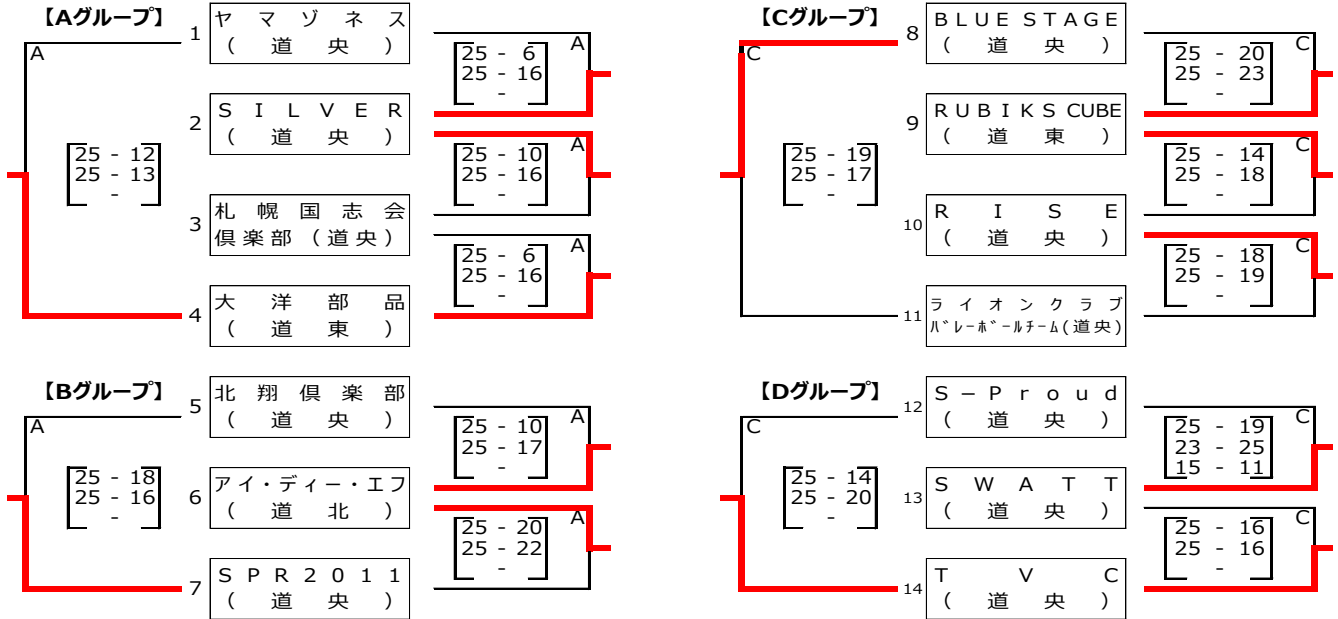 【Aグループ】
A
1
ヤマゾネス
(道央)
2
SILVER
(道央)
3
札幌国志会
倶楽部(道央)
4
大洋部品
(道東)
25 - 12
25 - 13
-
A
25 - 6
25 - 16
-
A
25 - 10
25 - 16
-
A
25 - 6
25 - 16
-
【Bグループ】
A
5
北翔倶楽部
(道央)
6
アイ・ディー・エフ
(道北)
7
SPR2011
(道央)
25 - 18
25 - 16
-
A
25 - 10
25 - 17
-
A
25 - 20
25 - 22
-
【Cグループ】
C
8
BLUE STAGE
(道央)
9
RUBIKS CUBE
(道東)
10
RISE
(道央)
11
ライオンクラブ
バレーボールチーム(道央)
25 - 19
25 - 17
-
C
25 - 20
25 - 23
-
C
25 - 14
25 - 18
-
C
25 - 18
25 - 19
-
【Dグループ】
C
12
S-Proud
(道央)
13
SWATT
(道央)
14
TVC
(道央)
25 - 14
25 - 20
-
C
25 - 19
23 - 25
15 - 11
C
25 - 16
25 - 16
-